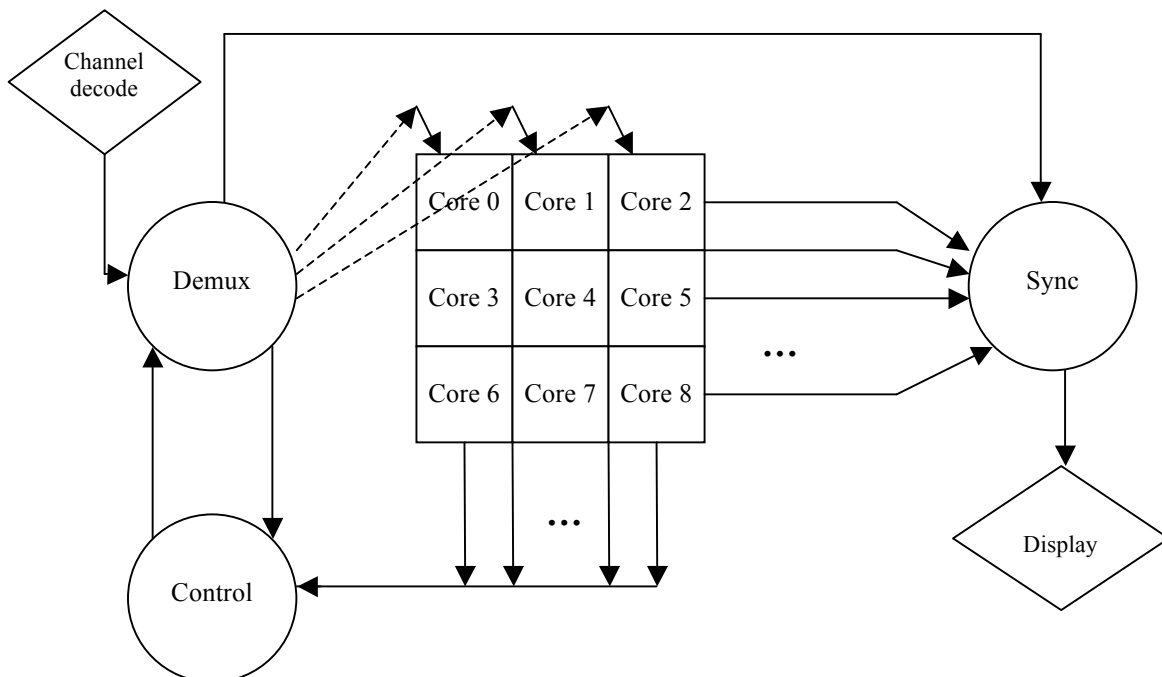 Channel
decode
Core 0 Core 1 Core 2
Demux
Core 3 Core 4 Core 5
Sync
...
Core 6 Core 7 Core 8
...
Display
Control